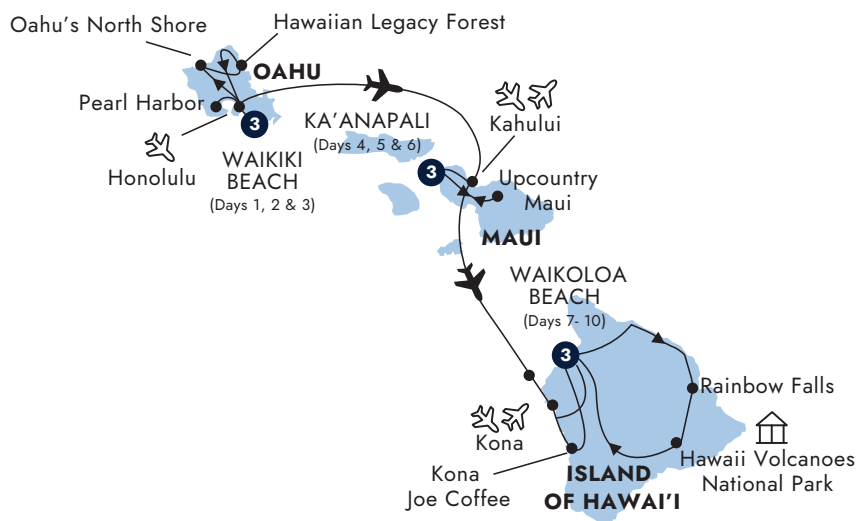 Oahu's North Shore
Hawaiian Legacy Forest
OAHU
Pearl Harbor
3
Honolulu
WAIKIKI
BEACH
(Days 1, 2 & 3)
KA'ANAPALI
(Days 4, 5 & 6)
3
Kahului
Upcountry
Maui
MAUI
WAIKOLOA
BEACH
(Days 7- 10)
3
Rainbow Falls
Kona
Hawaii Volcanoes
National Park
Kona
Joe Coffee
ISLAND
OF HAWAI'I